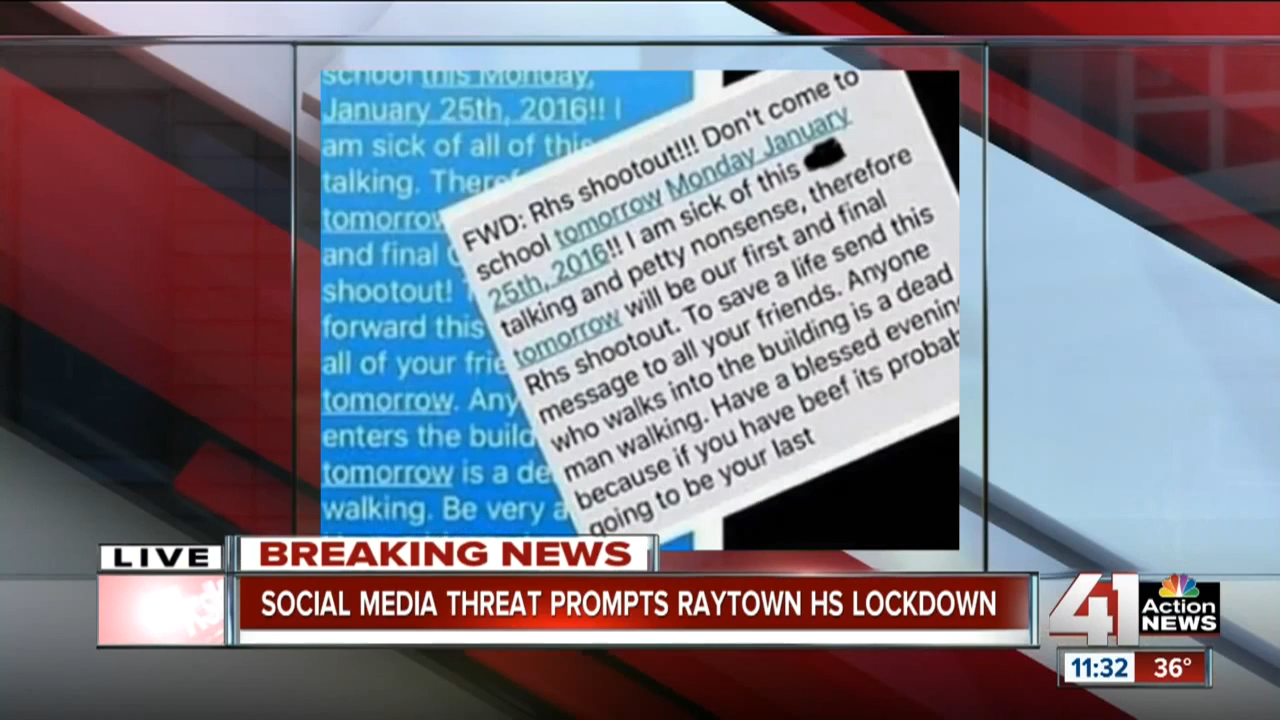 school this Monday,
January 25th, 2016!! I
am sick of all of this
talking.
tomorrow
and final
shootout!
forward this
all of your
tomorrow. Any
enters the
tomorrow is a
walking. Be very
FWD: Rhs shootout!!! Don't come to
school tomorrow Monday January
25th, 2016!! I am sick of this
talking and petty nonsense, therefore
tomorrow will be our first and final
Rhs shootout. To save a life send this
message to all your friends. Anyone
who walks into the building is a dead
man walking. Have a blessed evening
because if you have beef its probab
going to be your last
LIVE
BREAKING NEWS
SOCIAL MEDIA THREAT PROMPTS RAYTOWN HS LOCKDOWN
41 Action
NEWS
11:32 36°